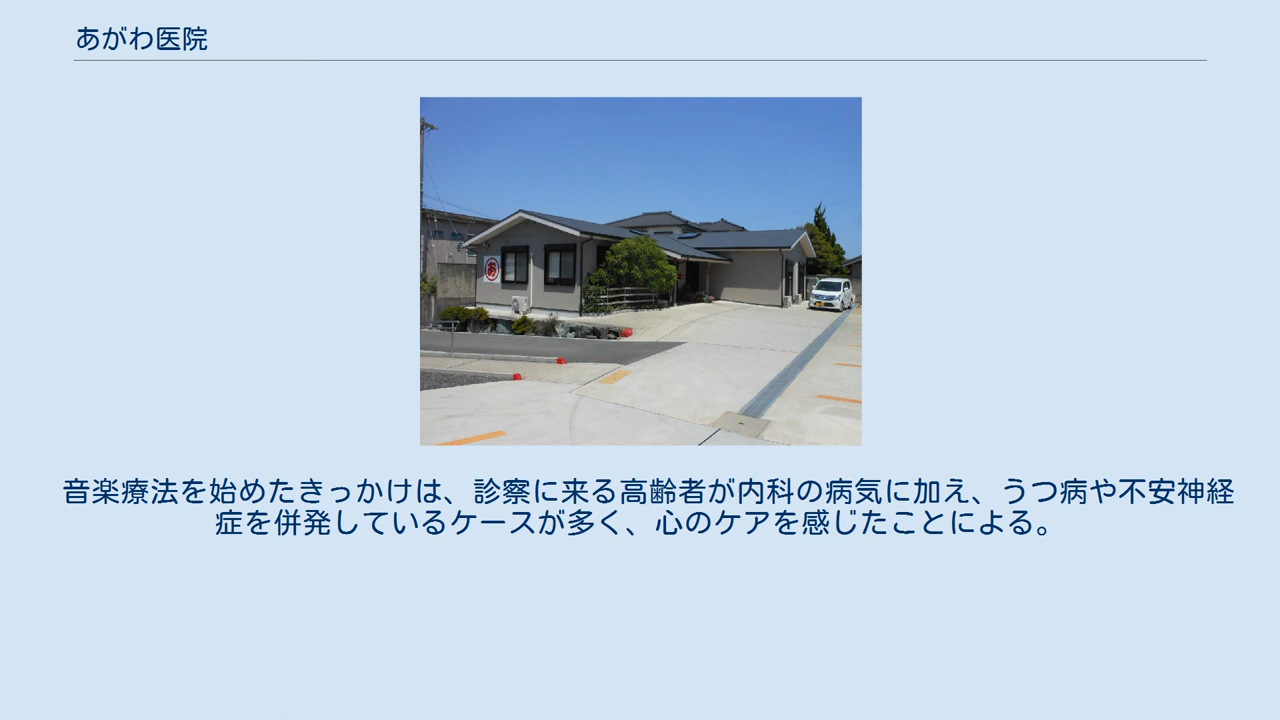 あがわ医院
あ
音楽療法を始めたきっかけは、診察に来る高齢者が内科の病気に加え、うつ病や不安神経
症を併発しているケースが多く、心のケアを感じたことによる。